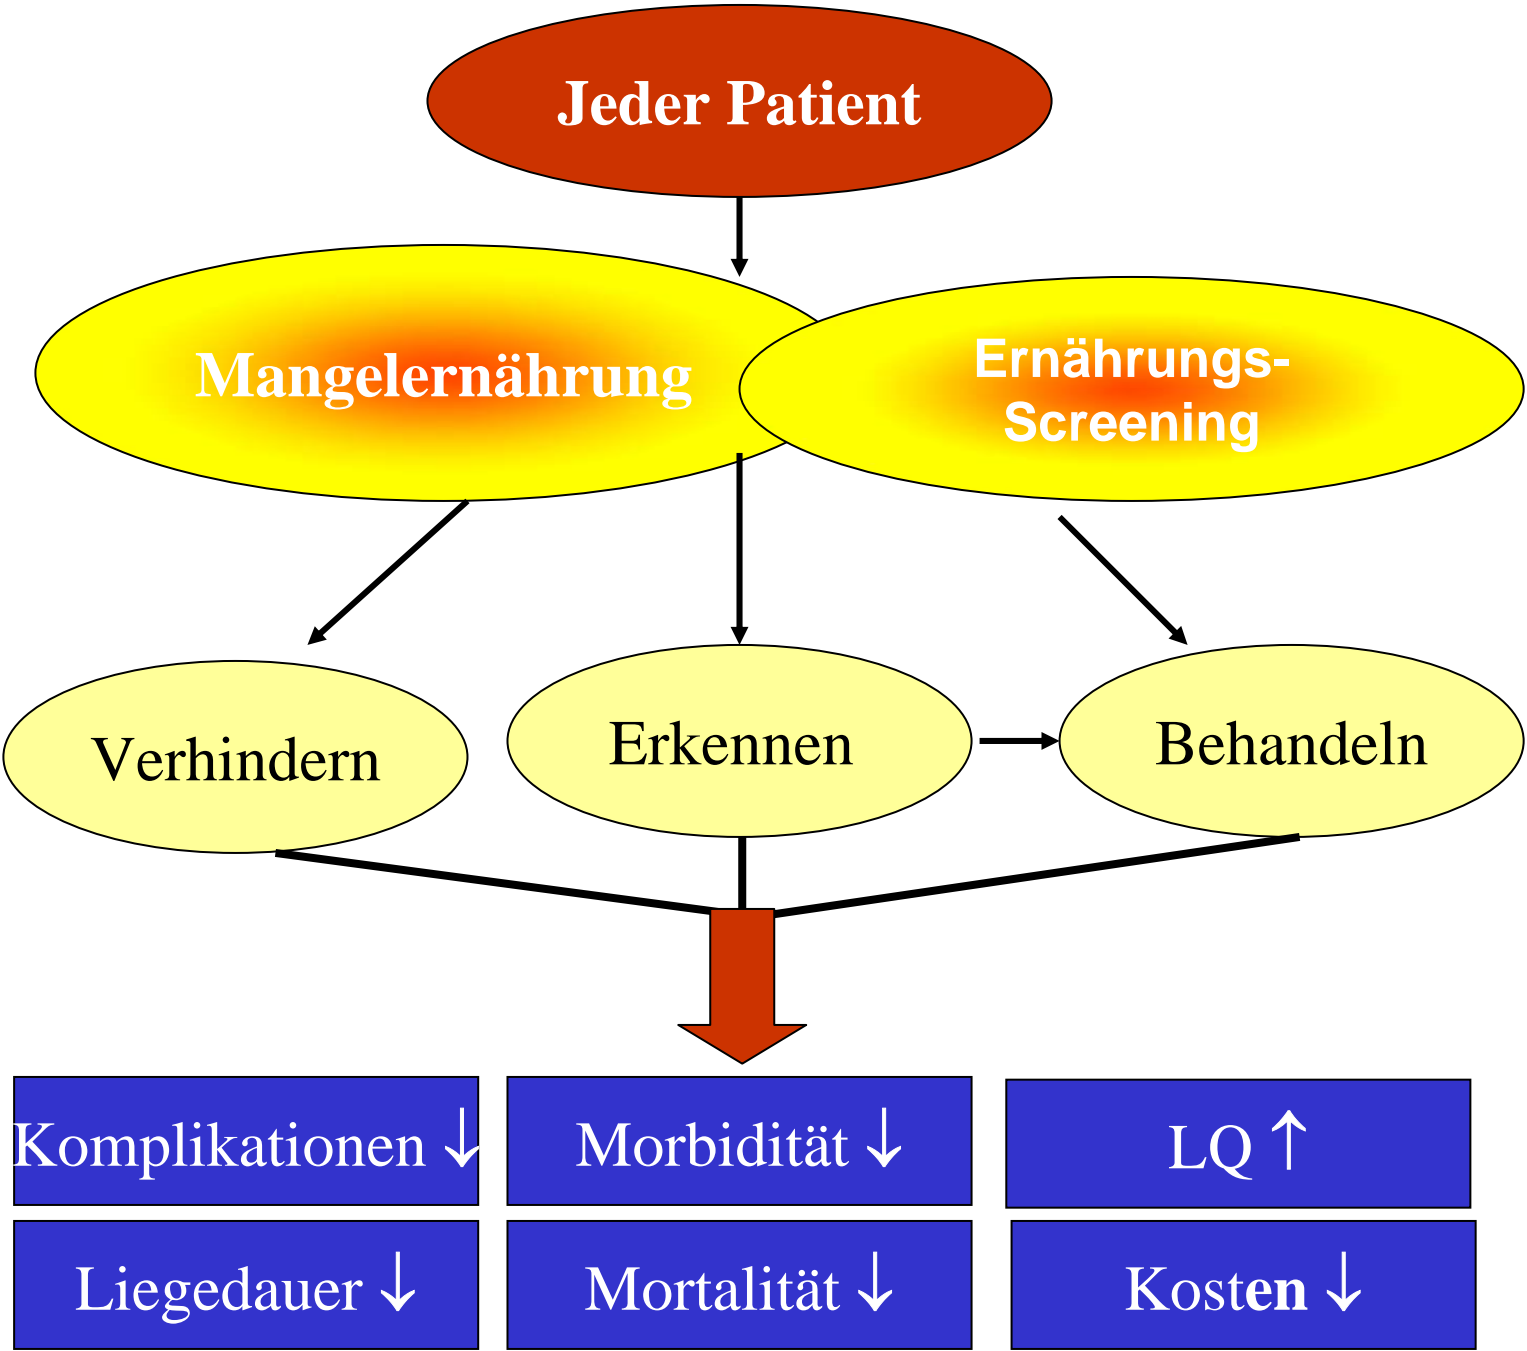 Jeder Patient
Mangelernährung
Ernährungs-
Screening
Verhindern
Erkennen
Behandeln
Komplikationen ↓
Morbidität ↓
LQ ↑
Liegedauer ↓
Mortalität ↓
Kosten ↓